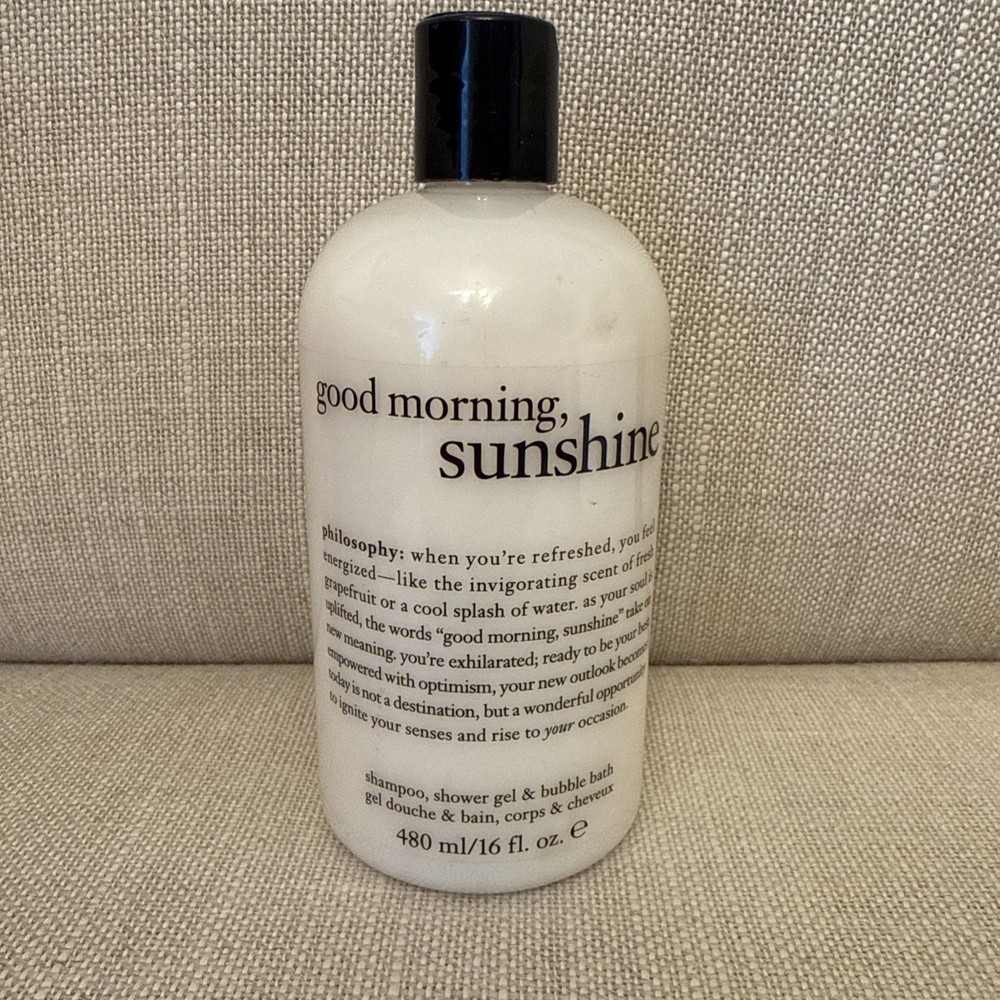 good morning,
sunshine
philosophy: when you're refreshed, you feel
energized—like the invigorating scent of fresh
grapefruit or a cool splash of water. as your soul is
uplifted, the words “good morning, sunshine” take on
new meaning. you're exhilarated; ready to be your best.
empowered with optimism, your new outlook becomes
today is not a destination, but a wonderful opportunity
to ignite your senses and rise to your occasion.
shampoo, shower gel & bubble bath
gel douche & bain, corps & cheveux
480 ml/16 fl. oz. ℮